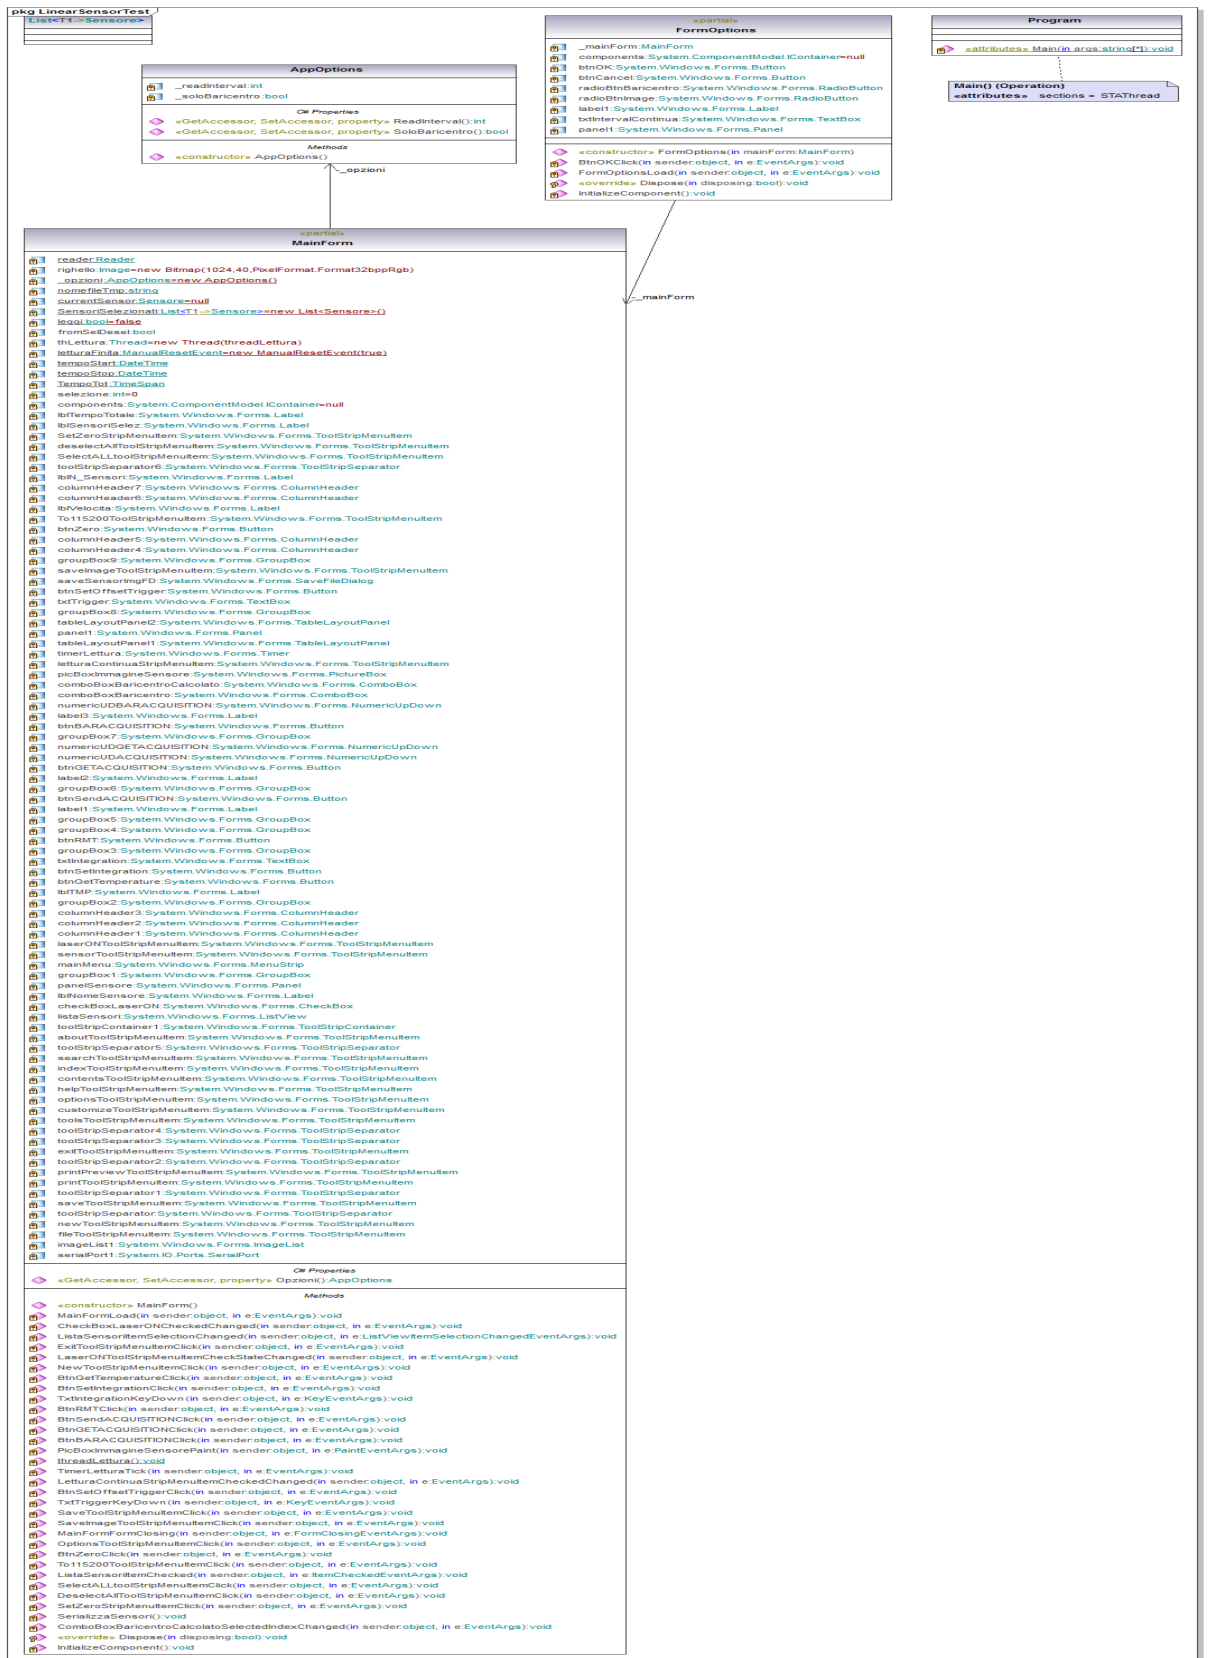 pkg LinearSensorTest
List<T1->Sensore>
AppOptions
_readInterval:int
_soloBaricentro:bool
C# Properties
«GetAccessor, SetAccessor, property» ReadInterval():int
«GetAccessor, SetAccessor, property» SoloBaricentro():bool
Methods
«constructor» AppOptions()
-_opzioni
«partial»
FormOptions
_mainForm:MainForm
components:System.ComponentModel.IContainer=null
btnOK:System.Windows.Forms.Button
btnCancel:System.Windows.Forms.Button
radioBtnBaricentro:System.Windows.Forms.RadioButton
radioBtnImage:System.Windows.Forms.RadioButton
label1:System.Windows.Forms.Label
txtIntervalContinua:System.Windows.Forms.TextBox
panel1:System.Windows.Forms.Panel
«constructor» FormOptions(in mainForm:MainForm)
BtnOKClick(in sender:object, in e:EventArgs):void
FormOptionsLoad(in sender:object, in e:EventArgs):void
«override» Dispose(in disposing:bool):void
InitializeComponent():void
-_mainForm
Program
«attributes» Main(in args:string[*]):void
Main() (Operation)
«attributes» sections = STAThread
«partial»
MainForm
reader:Reader
righello:Image=new Bitmap(1024,40,PixelFormat.Format32bppRgb)
_opzioni:AppOptions=new AppOptions()
nomefileTmp:string
currentSensor:Sensore=null
SensoriSelezionati:List<T1->Sensore>=new List<Sensore>()
leggi:bool=false
fromSelDesel:bool
thLettura:Thread=new Thread(threadLettura)
letturaFinita:ManualResetEvent=new ManualResetEvent(true)
tempoStart:DateTime
tempoStop:DateTime
TempoTot:TimeSpan
selezione:int=0
components:System.ComponentModel.IContainer=null
lblTempoTotale:System.Windows.Forms.Label
lblSensoriSelez:System.Windows.Forms.Label
SetZeroStripMenuItem:System.Windows.Forms.ToolStripMenuItem
deselectAllToolStripMenuItem:System.Windows.Forms.ToolStripMenuItem
SelectALLtoolStripMenuItem:System.Windows.Forms.ToolStripMenuItem
toolStripSeparator6:System.Windows.Forms.ToolStripSeparator
lblN_Sensori:System.Windows.Forms.Label
columnHeader7:System.Windows.Forms.ColumnHeader
columnHeader6:System.Windows.Forms.ColumnHeader
lblVelocita:System.Windows.Forms.Label
To115200ToolStripMenuItem:System.Windows.Forms.ToolStripMenuItem
btnZero:System.Windows.Forms.Button
columnHeader5:System.Windows.Forms.ColumnHeader
columnHeader4:System.Windows.Forms.ColumnHeader
groupBox9:System.Windows.Forms.GroupBox
saveImageToolStripMenuItem:System.Windows.Forms.ToolStripMenuItem
saveSensorImgFD:System.Windows.Forms.SaveFileDialog
btnSetOffsetTrigger:System.Windows.Forms.Button
txtTrigger:System.Windows.Forms.TextBox
groupBox8:System.Windows.Forms.GroupBox
tableLayoutPanel2:System.Windows.Forms.TableLayoutPanel
panel1:System.Windows.Forms.Panel
tableLayoutPanel1:System.Windows.Forms.TableLayoutPanel
timerLettura:System.Windows.Forms.Timer
letturaContinuaStripMenuItem:System.Windows.Forms.ToolStripMenuItem
picBoxImmagineSensore:System.Windows.Forms.PictureBox
comboBoxBaricentroCalcolato:System.Windows.Forms.ComboBox
comboBoxBaricentro:System.Windows.Forms.ComboBox
numericUDBARACQUISITION:System.Windows.Forms.NumericUpDown
label3:System.Windows.Forms.Label
btnBARACQUISITION:System.Windows.Forms.Button
groupBox7:System.Windows.Forms.GroupBox
numericUDGETACQUISITION:System.Windows.Forms.NumericUpDown
numericUDACQUISITION:System.Windows.Forms.NumericUpDown
btnGETACQUISITION:System.Windows.Forms.Button
label2:System.Windows.Forms.Label
groupBox6:System.Windows.Forms.GroupBox
btnSendACQUISITION:System.Windows.Forms.Button
label1:System.Windows.Forms.Label
groupBox5:System.Windows.Forms.GroupBox
groupBox4:System.Windows.Forms.GroupBox
btnRMT:System.Windows.Forms.Button
groupBox3:System.Windows.Forms.GroupBox
txtIntegration:System.Windows.Forms.TextBox
btnSetIntegration:System.Windows.Forms.Button
btnGetTemperature:System.Windows.Forms.Button
lblTMP:System.Windows.Forms.Label
groupBox2:System.Windows.Forms.GroupBox
columnHeader3:System.Windows.Forms.ColumnHeader
columnHeader2:System.Windows.Forms.ColumnHeader
columnHeader1:System.Windows.Forms.ColumnHeader
laserONToolStripMenuItem:System.Windows.Forms.ToolStripMenuItem
sensorToolStripMenuItem:System.Windows.Forms.ToolStripMenuItem
mainMenu:System.Windows.Forms.MenuStrip
groupBox1:System.Windows.Forms.GroupBox
panelSensore:System.Windows.Forms.Panel
lblNomeSensore:System.Windows.Forms.Label
checkBoxLaserON:System.Windows.Forms.CheckBox
listaSensori:System.Windows.Forms.ListView
toolStripContainer1:System.Windows.Forms.ToolStripContainer
aboutToolStripMenuItem:System.Windows.Forms.ToolStripMenuItem
toolStripSeparator5:System.Windows.Forms.ToolStripSeparator
searchToolStripMenuItem:System.Windows.Forms.ToolStripMenuItem
indexToolStripMenuItem:System.Windows.Forms.ToolStripMenuItem
contentsToolStripMenuItem:System.Windows.Forms.ToolStripMenuItem
helpToolStripMenuItem:System.Windows.Forms.ToolStripMenuItem
optionsToolStripMenuItem:System.Windows.Forms.ToolStripMenuItem
customizeToolStripMenuItem:System.Windows.Forms.ToolStripMenuItem
toolsToolStripMenuItem:System.Windows.Forms.ToolStripMenuItem
toolStripSeparator4:System.Windows.Forms.ToolStripSeparator
toolStripSeparator3:System.Windows.Forms.ToolStripSeparator
exitToolStripMenuItem:System.Windows.Forms.ToolStripMenuItem
toolStripSeparator2:System.Windows.Forms.ToolStripSeparator
printPreviewToolStripMenuItem:System.Windows.Forms.ToolStripMenuItem
printToolStripMenuItem:System.Windows.Forms.ToolStripMenuItem
toolStripSeparator1:System.Windows.Forms.ToolStripSeparator
saveToolStripMenuItem:System.Windows.Forms.ToolStripMenuItem
toolStripSeparator:System.Windows.Forms.ToolStripSeparator
newToolStripMenuItem:System.Windows.Forms.ToolStripMenuItem
fileToolStripMenuItem:System.Windows.Forms.ToolStripMenuItem
imageList1:System.Windows.Forms.ImageList
serialPort1:System.IO.Ports.SerialPort
C# Properties
«GetAccessor, SetAccessor, property» Opzioni():AppOptions
Methods
«constructor» MainForm()
MainFormLoad(in sender:object, in e:EventArgs):void
CheckBoxLaserONCheckedChanged(in sender:object, in e:EventArgs):void
ListaSensoriItemSelectionChanged(in sender:object, in e:ListViewItemSelectionChangedEventArgs):void
ExitToolStripMenuItemClick(in sender:object, in e:EventArgs):void
LaserONToolStripMenuItemCheckStateChanged(in sender:object, in e:EventArgs):void
NewToolStripMenuItemClick(in sender:object, in e:EventArgs):void
BtnGetTemperatureClick(in sender:object, in e:EventArgs):void
BtnSetIntegrationClick(in sender:object, in e:EventArgs):void
TxtIntegrationKeyDown(in sender:object, in e:KeyEventArgs):void
BtnRMTClick(in sender:object, in e:EventArgs):void
BtnSendACQUISITIONClick(in sender:object, in e:EventArgs):void
BtnGETACQUISITIONClick(in sender:object, in e:EventArgs):void
BtnBARACQUISITIONClick(in sender:object, in e:EventArgs):void
PicBoxImmagineSensorePaint(in sender:object, in e:PaintEventArgs):void
threadLettura():void
TimerLetturaTick(in sender:object, in e:EventArgs):void
LetturaContinuaStripMenuItemCheckedChanged(in sender:object, in e:EventArgs):void
BtnSetOffsetTriggerClick(in sender:object, in e:EventArgs):void
TxtTriggerKeyDown(in sender:object, in e:KeyEventArgs):void
SaveToolStripMenuItemClick(in sender:object, in e:EventArgs):void
SaveImageToolStripMenuItemClick(in sender:object, in e:EventArgs):void
MainFormFormClosing(in sender:object, in e:FormClosingEventArgs):void
OptionsToolStripMenuItemClick(in sender:object, in e:EventArgs):void
BtnZeroClick(in sender:object, in e:EventArgs):void
To115200ToolStripMenuItemClick(in sender:object, in e:EventArgs):void
ListaSensoriItemChecked(in sender:object, in e:ItemCheckedEventArgs):void
SelectALLtoolStripMenuItemClick(in sender:object, in e:EventArgs):void
DeselectAllToolStripMenuItemClick(in sender:object, in e:EventArgs):void
SetZeroStripMenuItemClick(in sender:object, in e:EventArgs):void
SerializzaSensori():void
ComboBoxBaricentroCalcolatoSelectedIndexChanged(in sender:object, in e:EventArgs):void
«override» Dispose(in disposing:bool):void
InitializeComponent():void